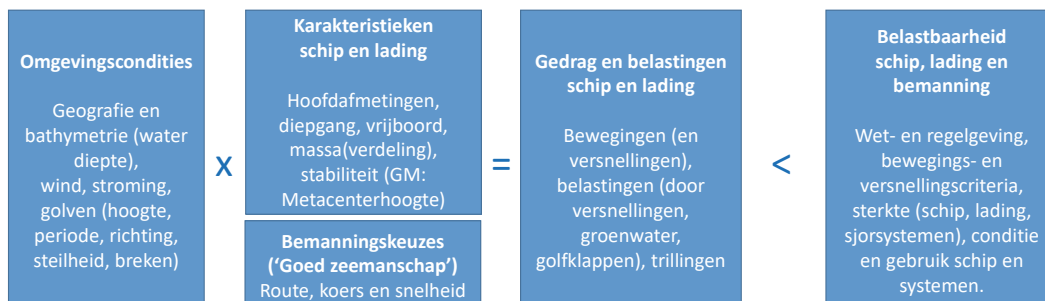 Omgevingscondities
Geografie en
bathymetrie (water
diepte),
wind, stroming,
golven (hoogte,
periode, richting,
steilheid, breken)
x
Karakteristieken
schip en lading
Hoofdafmetingen,
diepgang, vrijboord,
massa(verdeling),
stabiliteit (GM:
Metacenterhoogte)
Bemanningskeuzes
(‘Goed zeemanschap’)
Route, koers en snelheid
=
Gedrag en belastingen
schip en lading
Bewegingen (en
versnellingen),
belastingen (door
versnellingen,
groenwater,
golfklappen), trillingen
<
Belastbaarheid
schip, lading en
bemanning
Wet- en regelgeving,
bewegings- en
versnellingscriteria,
sterkte (schip, lading,
sjorsystemen), conditie
en gebruik schip en
systemen.